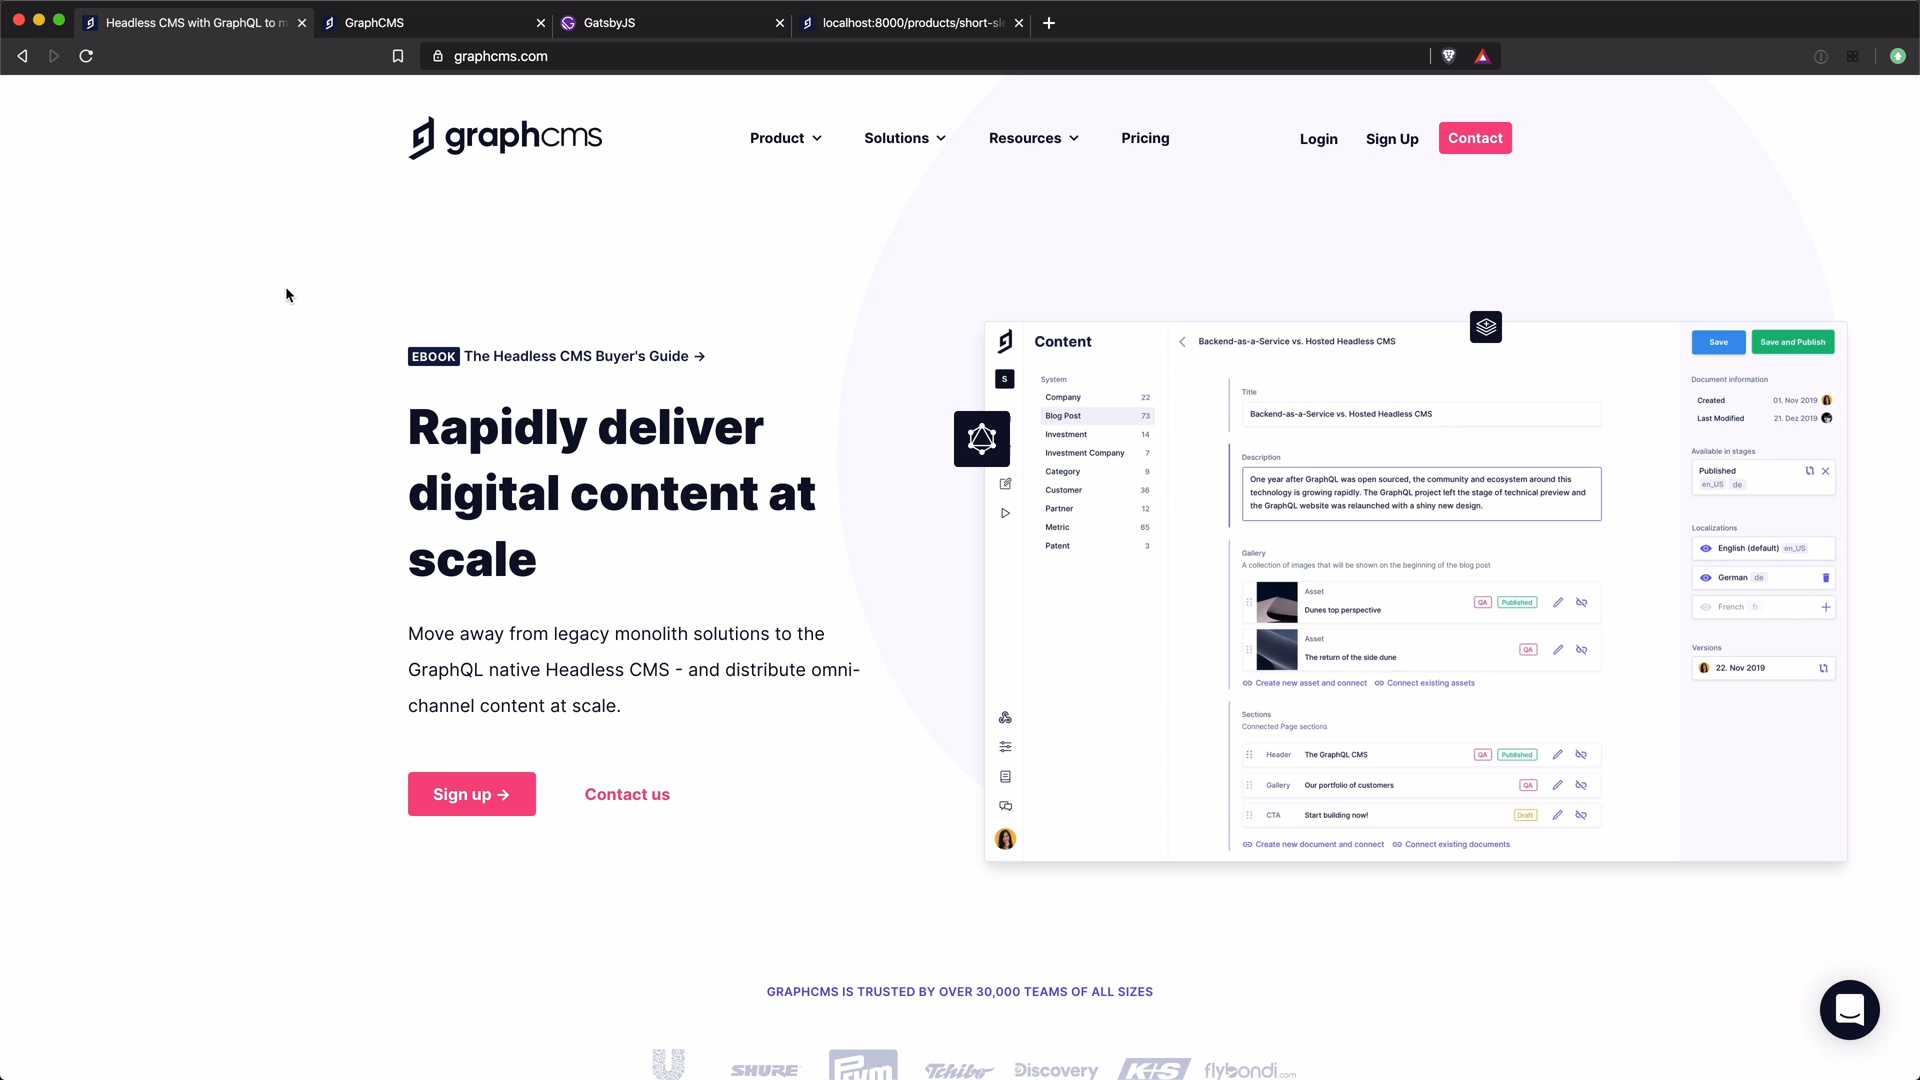 Headless CMS with GraphQL to m
GraphCMS
GatsbyJS
localhost:8000/products/short-sl
graphcms.com
graphcms
Product
Solutions
Resources
Pricing
Login
Sign Up
Contact
EBOOK The Headless CMS Buyer's Guide →
Rapidly deliver
digital content at
scale
Move away from legacy monolith solutions to the
GraphQL native Headless CMS - and distribute omni-
channel content at scale.
Sign up →
Contact us
S
Content
System
Company 22
Blog Post 73
Investment 14
Investment Company 7
Category 9
Customer 36
Partner 12
Metric 65
Patent 3
Backend-as-a-Service vs. Hosted Headless CMS
Title
Backend-as-a-Service vs. Hosted Headless CMS
Description
One year after GraphQL was open sourced, the community and ecosystem around this
technology is growing rapidly. The GraphQL project left the stage of technical preview and
the GraphQL website was relaunched with a shiny new design.
Gallery
A collection of images that will be shown on the beginning of the blog post
Asset
Dunes top perspective
QA Published
Asset
The return of the side dune
QA
Create new asset and connect Connect existing assets
Sections
Connected Page sections
Header The GraphQL CMS QA Published
Gallery Our portfolio of customers QA
CTA Start building now! Draft
Create new document and connect Connect existing documents
Save
Save and Publish
Document information
Created 01. Nov 2019
Last Modified 21. Dez 2019
Available in stages
Published
en_US de
Localizations
English (default) en_US
German de
French fr
Versions
22. Nov 2019
GRAPHCMS IS TRUSTED BY OVER 30,000 TEAMS OF ALL SIZES
SHURE
Prym
Tchibo
Discovery
K+S
flybondi.com